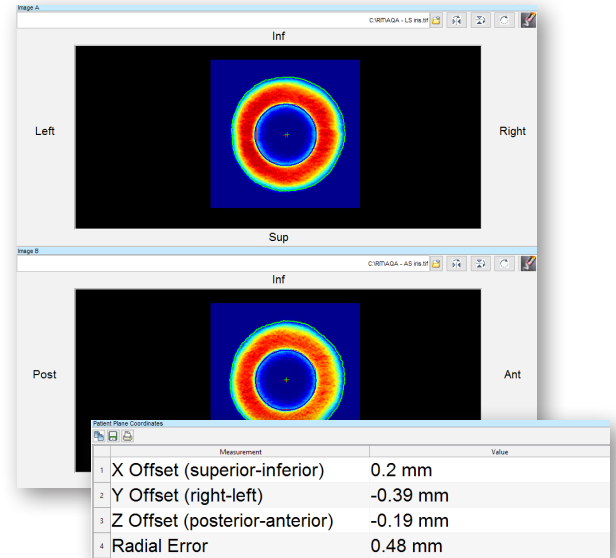 Image A
C:\RIT\AQA - LS iris.tif
Inf
Left
Right
Sup
Image B
C:\RIT\AQA - AS iris.tif
Inf
Post
Ant
Patient Plane Coordinates
Measurement Value
1 X Offset (superior-inferior) 0.2 mm
2 Y Offset (right-left) -0.39 mm
3 Z Offset (posterior-anterior) -0.19 mm
4 Radial Error 0.48 mm